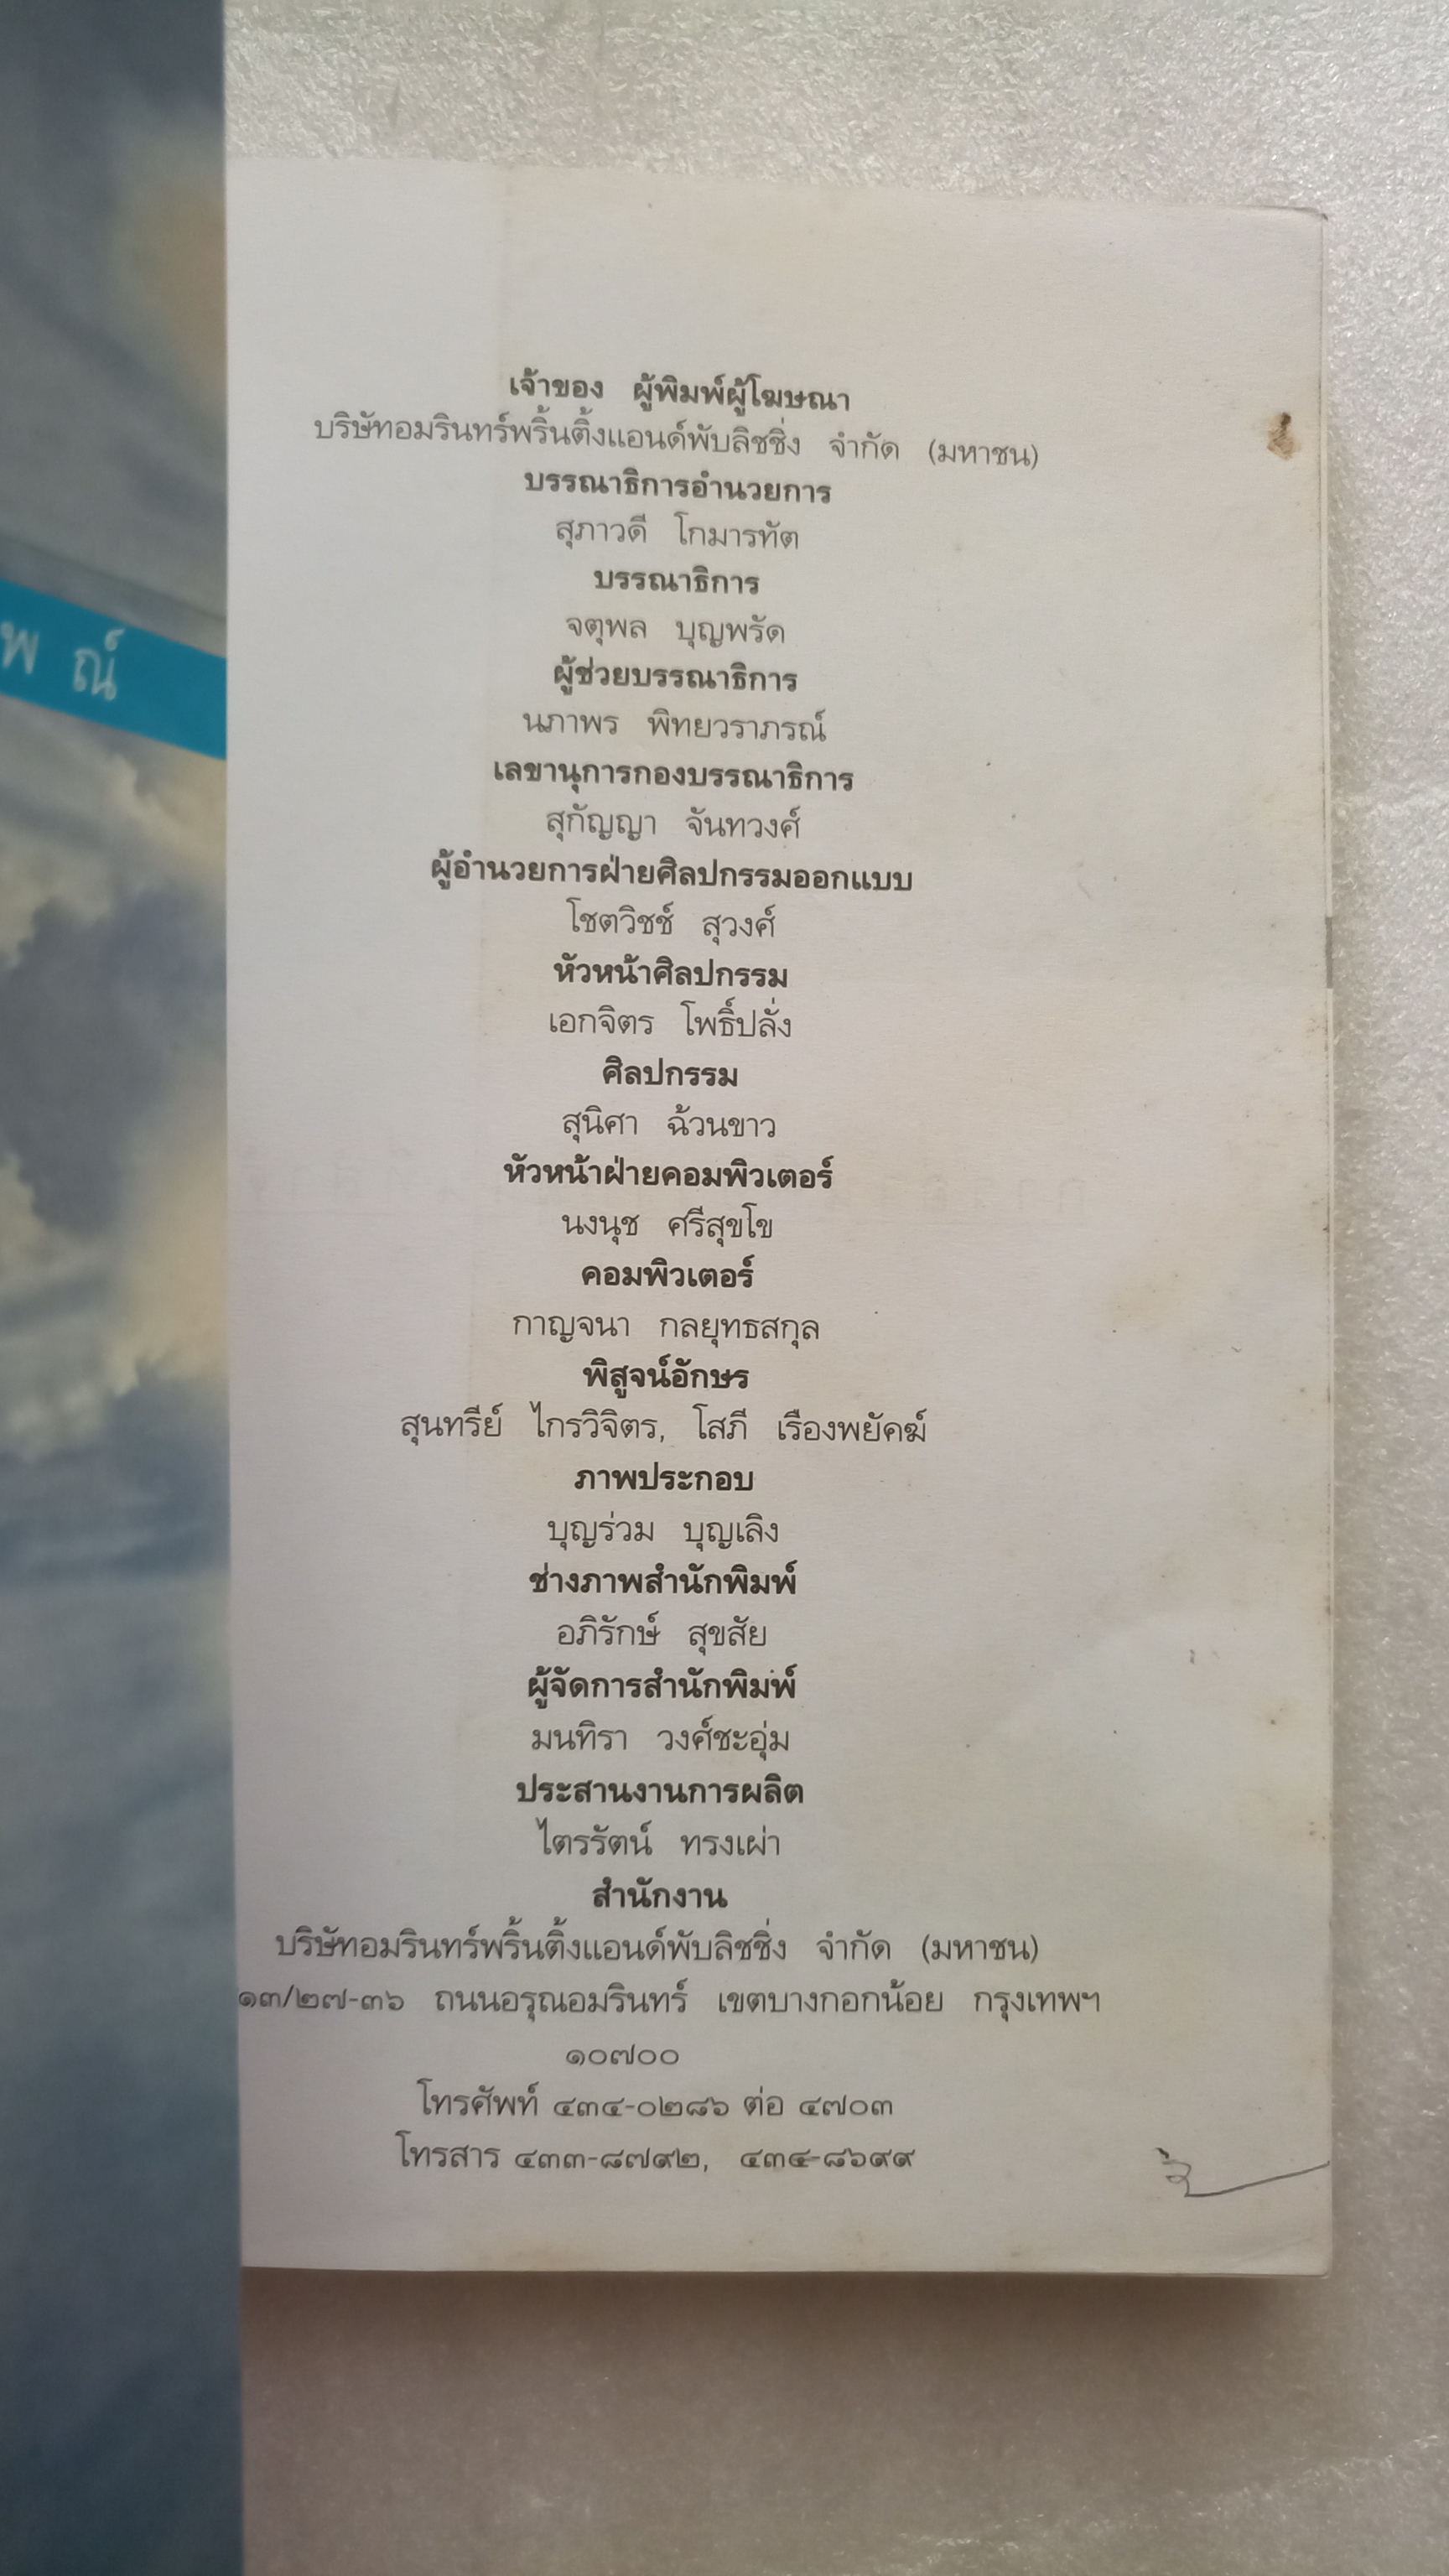 พ ณ์
เจ้าของ ผู้พิมพ์ผู้โฆษณา
บริษัทอมรินทร์พริ้นติ้งแอนด์พับลิชชิ่ง จำกัด (มหาชน)
บรรณาธิการอำนวยการ
สุภาวดี โกมารทัต
บรรณาธิการ
จตุพล บุญพรัด
ผู้ช่วยบรรณาธิการ
นภาพร พิทยวราภรณ์
เลขานุการกองบรรณาธิการ
สุกัญญา จันทวงศ์
ผู้อำนวยการฝ่ายศิลปกรรมออกแบบ
โชตวิชช์ สุวงศ์
หัวหน้าศิลปกรรม
เอกจิตร โพธิ์ปลั่ง
ศิลปกรรม
สุนิศา ฉ้วนขาว
หัวหน้าฝ่ายคอมพิวเตอร์
นงนุช ศรีสุขโข
คอมพิวเตอร์
กาญจนา กลยุทธสกุล
พิสูจน์อักษร
สุนทรีย์ ไกรวิจิตร, โสภี เรืองพยัคฆ์
ภาพประกอบ
บุญร่วม บุญเลิง
ช่างภาพสำนักพิมพ์
อภิรักษ์ สุขสัย
ผู้จัดการสำนักพิมพ์
มนทิรา วงศ์ชะอุ่ม
ประสานงานการผลิต
ไตรรัตน์ ทรงเผ่า
สำนักงาน
บริษัทอมรินทร์พริ้นติ้งแอนด์พับลิชชิ่ง จำกัด (มหาชน)
๑๓/๒๗-๓๖ ถนนอรุณอมรินทร์ เขตบางกอกน้อย กรุงเทพฯ
๑๐๗๐๐
โทรศัพท์ ๔๓๔-๐๒๘๖ ต่อ ๔๗๐๓
โทรสาร ๔๓๓-๘๗๙๒, ๔๓๔-๘๖๙๙